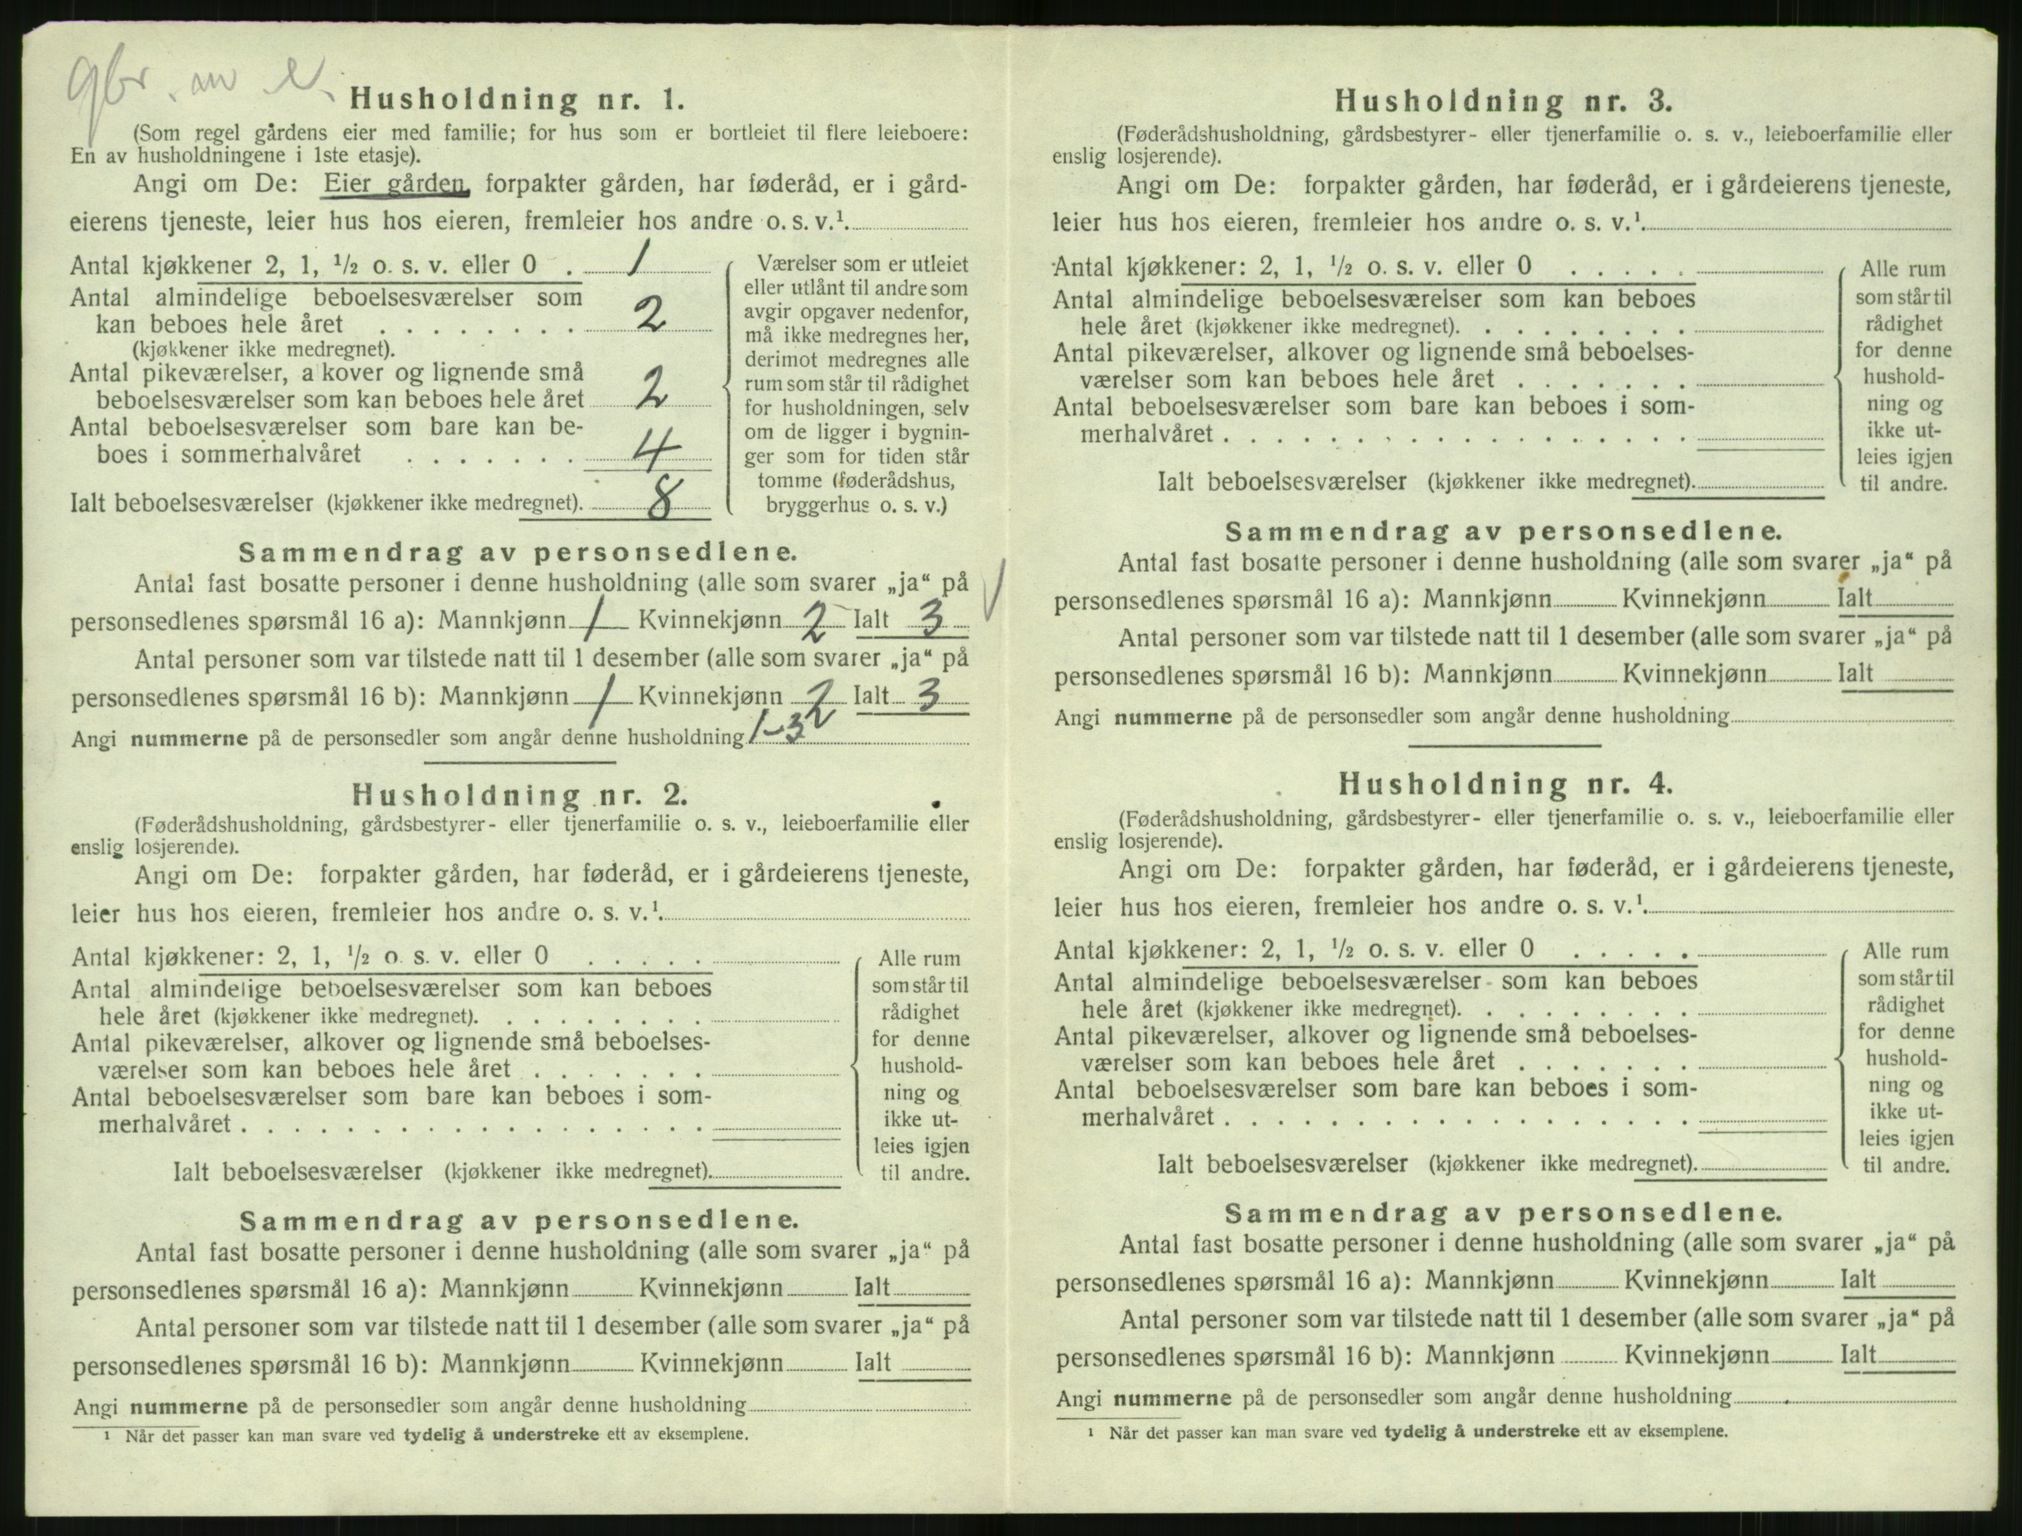 gbr.
Husholdning nr. 1.
(Som regel gårdens eier med familie; for hus som er bortleiet til flere leieboere:
En av husholdningene i 1ste etasje).
Angi om De: Eier gården, forpakter gården, har føderåd, er i gård-
eierens tjeneste, leier hus hos eieren, fremleier hos andre o. s. v.¹
Antal kjøkkener 2, 1, ½ o. s. v. eller 0 . 1
Antal almindelige beboelsesværelser som
kan beboes hele året . . . . . . . . 2
(kjøkkener ikke medregnet).
Antal pikeværelser, a kover og lignende små
beboelsesværelser som kan beboes hele året 2
Antal beboelsesværelser som bare kan be-
boes i sommerhalvåret . . . . . . . 4
Ialt beboelsesværelser (kjøkkener ikke medregnet). 8
Værelser som er utleiet
eller utlånt til andre som
avgir opgaver nedenfor,
må ikke medregnes her,
derimot medregnes alle
rum som står til rådighet
for husholdningen, selv
om de ligger i bygnin-
ger som for tiden står
tomme (føderådshus,
bryggerhus o. s. v.)
Sammendrag av personsedlene.
Antal fast bosatte personer i denne husholdning (alle som svarer „ja“ på
personsedlenes spørsmål 16 a): Mannkjønn 1 Kvinnekjønn 2 Ialt 3
Antal personer som var tilstede natt til 1 desember (alle som svarer „ja“ på
personsedlenes spørsmål 16 b): Mannkjønn 1 Kvinnekjønn 2 Ialt 3
Angi nummerne på de personsedler som angår denne husholdning 1-3
Husholdning nr. 2.
(Føderådshusholdning, gårdsbestyrer- eller tjenerfamilie o. s. v., leieboerfamilie eller
enslig losjerende).
Angi om De: forpakter gården, har føderåd, er i gårdeierens tjeneste,
leier hus hos eieren, fremleier hos andre o. s. v.¹
Antal kjøkkener: 2, 1, ½ o. s. v. eller 0 . . . . .
Antal almindelige beboelsesværelser som kan beboes
hele året (kjøkkener ikke medregnet). . . . . . . . .
Antal pikeværelser, alkover og lignende små beboelses-
værelser som kan beboes hele året . . . . . . .
Antal beboelsesværelser som bare kan beboes i som-
merhalvåret . . . . . . . . . . . . . . . . . .
Ialt beboelsesværelser (kjøkkener ikke medregnet).
Alle rum
som står til
rådighet
for denne
hushold-
ning og
ikke ut-
leies igjen
til andre.
Sammendrag av personsedlene.
Antal fast bosatte personer i denne husholdning (alle som svarer „ja“ på
personsedlenes spørsmål 16 a): Mannkjønn Kvinnekjønn Ialt
Antal personer som var tilstede natt til 1 desember (alle som svarer „ja“ på
personsedlenes spørsmål 16 b): Mannkjønn Kvinnekjønn Ialt
Angi nummerne på de personsedler som angår denne husholdning
¹ Når det passer kan man svare ved tydelig å understreke ett av eksemplene.
Husholdning nr. 3.
(Føderådshusholdning, gårdsbestyrer- eller tjenerfamilie o. s. v., leieboerfamilie eller
enslig losjerende).
Angi om De: forpakter gården, har føderåd, er i gårdeierens tjeneste,
leier hus hos eieren, fremleier hos andre o. s. v.¹
Antal kjøkkener: 2, 1, ½ o. s. v. eller 0 . . . . .
Antal almindelige beboelsesværelser som kan beboes
hele året (kjøkkener ikke medregnet). . . . . . . . .
Antal pikeværelser, alkover og lignende små beboelses-
værelser som kan beboes hele året . . . . . . .
Antal beboelsesværelser som bare kan beboes i som-
merhalvåret . . . . . . . . . . . . . . . . . .
Ialt beboelsesværelser (kjøkkener ikke medregnet).
Alle rum
som står til
rådighet
for denne
hushold-
ning og
ikke ut-
leies igjen
til andre.
Sammendrag av personsedlene.
Antal fast bosatte personer i denne husholdning (alle som svarer „ja“ på
personsedlenes spørsmål 16 a): Mannkjønn Kvinnekjønn Ialt
Antal personer som var tilstede natt til 1 desember (alle som svarer „ja“ på
personsedlenes spørsmål 16 b): Mannkjønn Kvinnekjønn Ialt
Angi nummerne på de personsedler som angår denne husholdning
Husholdning nr. 4.
(Føderådshusholdning, gårdsbestyrer- eller tjenerfamilie o. s. v., leieboerfamilie eller
enslig losjerende).
Angi om De: forpakter gården, har føderåd, er i gårdeierens tjeneste,
leier hus hos eieren, fremleier hos andre o. s. v.¹
Antal kjøkkener: 2, 1, ½ o. s. v. eller 0 . . . . .
Antal almindelige beboelsesværelser som kan beboes
hele året (kjøkkener ikke medregnet). . . . . . . . .
Antal pikeværelser, alkover og lignende små beboelses-
værelser som kan beboes hele året . . . . . . .
Antal beboelsesværelser som bare kan beboes i som-
merhalvåret . . . . . . . . . . . . . . . . . .
Ialt beboelsesværelser (kjøkkener ikke medregnet).
Alle rum
som står til
rådighet
for denne
hushold-
ning og
ikke ut-
leies igjen
til andre.
Sammendrag av personsedlene.
Antal fast bosatte personer i denne husholdning (alle som svarer „ja“ på
personsedlenes spørsmål 16 a): Mannkjønn Kvinnekjønn Ialt
Antal personer som var tilstede natt til 1 desember (alle som svarer „ja“ på
personsedlenes spørsmål 16 b): Mannkjønn Kvinnekjønn Ialt
Angi nummerne på de personsedler som angår denne husholdning
¹ Når det passer kan man svare ved tydelig å understreke ett av eksemplene.